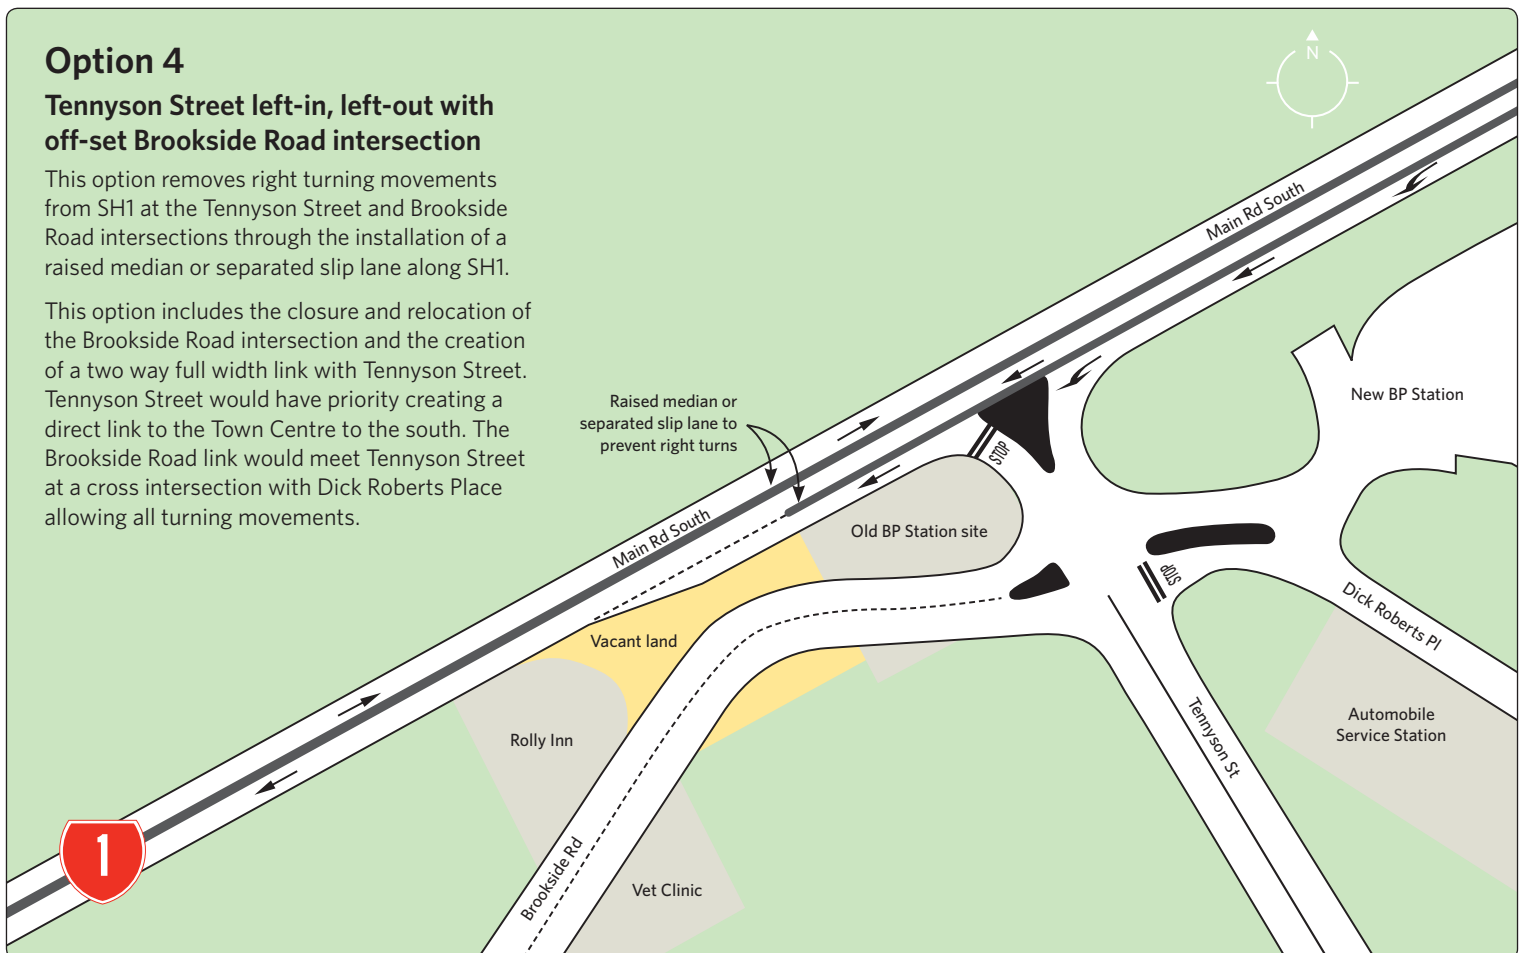 Option 4
Tennyson Street left-in, left-out with
off-set Brookside Road intersection
This option removes right turning movements
from SH1 at the Tennyson Street and Brookside
Road intersections through the installation of a
raised median or separated slip lane along SH1.
This option includes the closure and relocation of
the Brookside Road intersection and the creation
of a two way full width link with Tennyson Street.
Tennyson Street would have priority creating a
direct link to the Town Centre to the south. The
Brookside Road link would meet Tennyson Street
at a cross intersection with Dick Roberts Place
allowing all turning movements.
N
Main Rd South
Raised median or
separated slip lane to
prevent right turns
New BP Station
STOP
Main Rd South
Old BP Station site
STOP
Dick Roberts Pl
Vacant land
Rolly Inn
Tennyson St
Automobile
Service Station
1
Brookside Rd
Vet Clinic